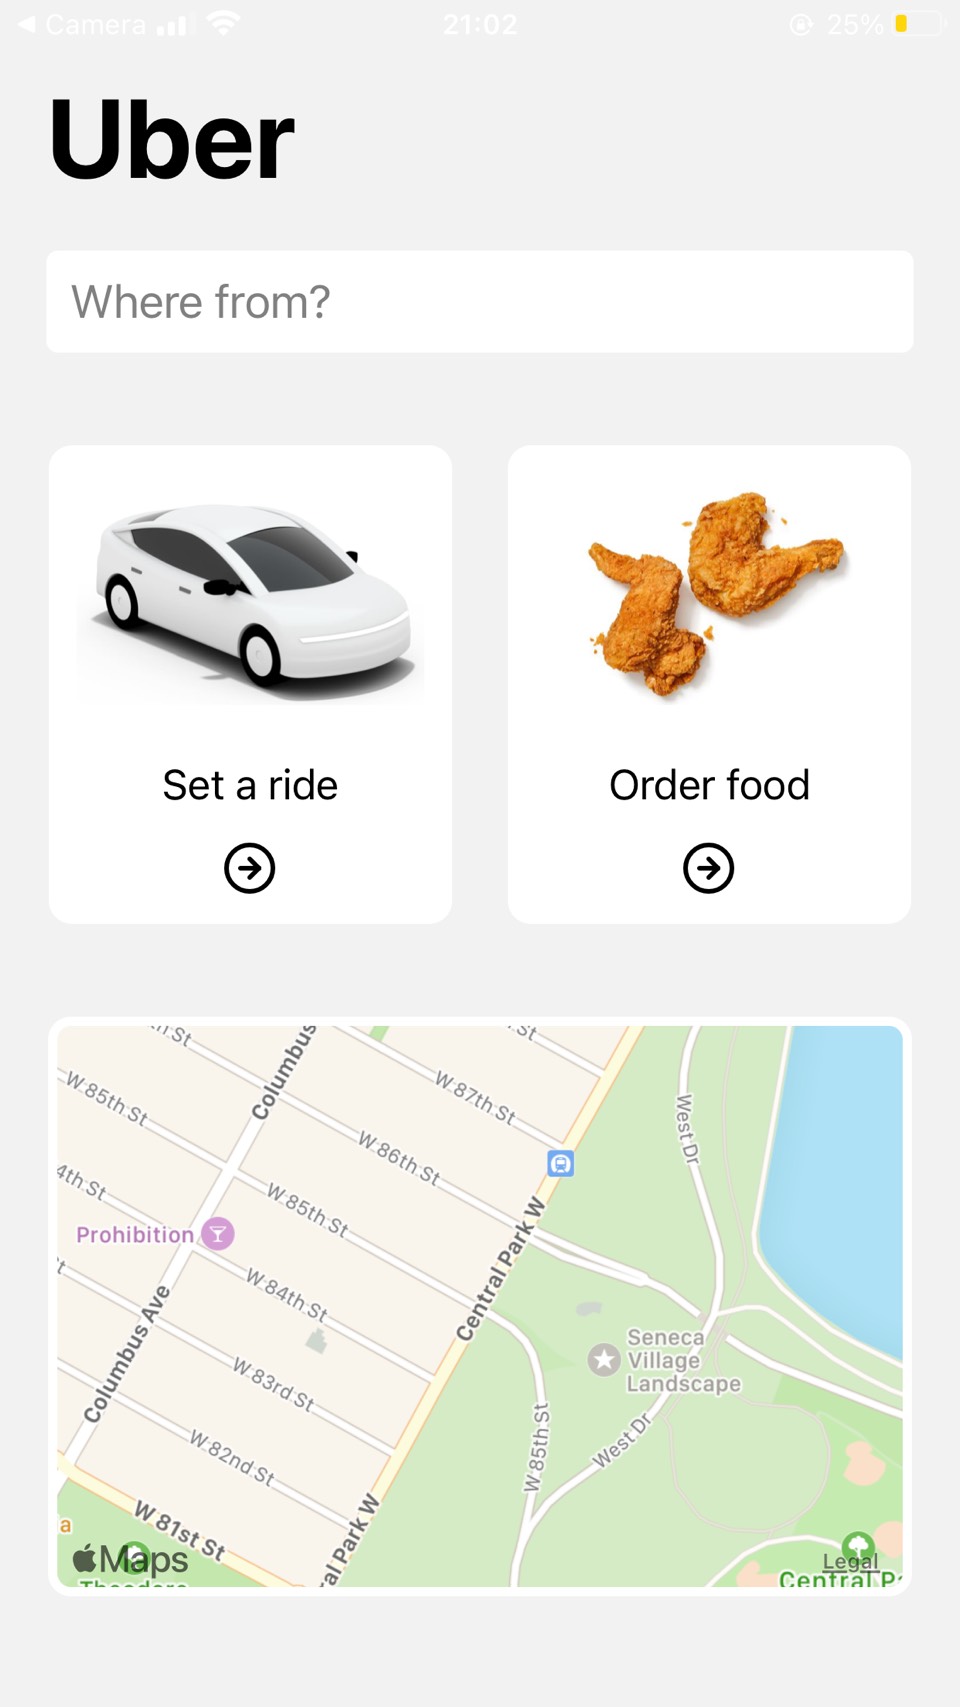 Camera 21:02 25%
Uber
Where from?
Set a ride
Order food
Columbus
W 87th St
W 85th St
West Dr
W 86th St
4th St
W 85th St
Prohibition
Central Park W
W 84th St
Columbus Ave
Seneca
Village
Landscape
W 83rd St
W 85th St
West Dr
W 82nd St
W 81st St
Maps
Legal